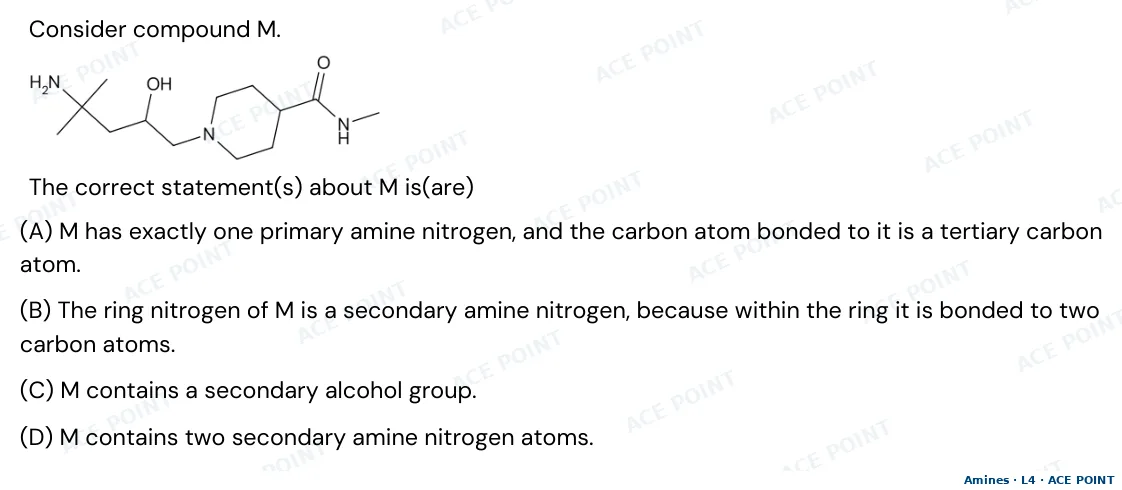 Consider compound M.
H₂N
OH
O
N
N
H
The correct statement(s) about M is(are)
(A) M has exactly one primary amine nitrogen, and the carbon atom bonded to it is a tertiary carbon
atom.
(B) The ring nitrogen of M is a secondary amine nitrogen, because within the ring it is bonded to two
carbon atoms.
(C) M contains a secondary alcohol group.
(D) M contains two secondary amine nitrogen atoms.
Amines · L4 · ACE POINT